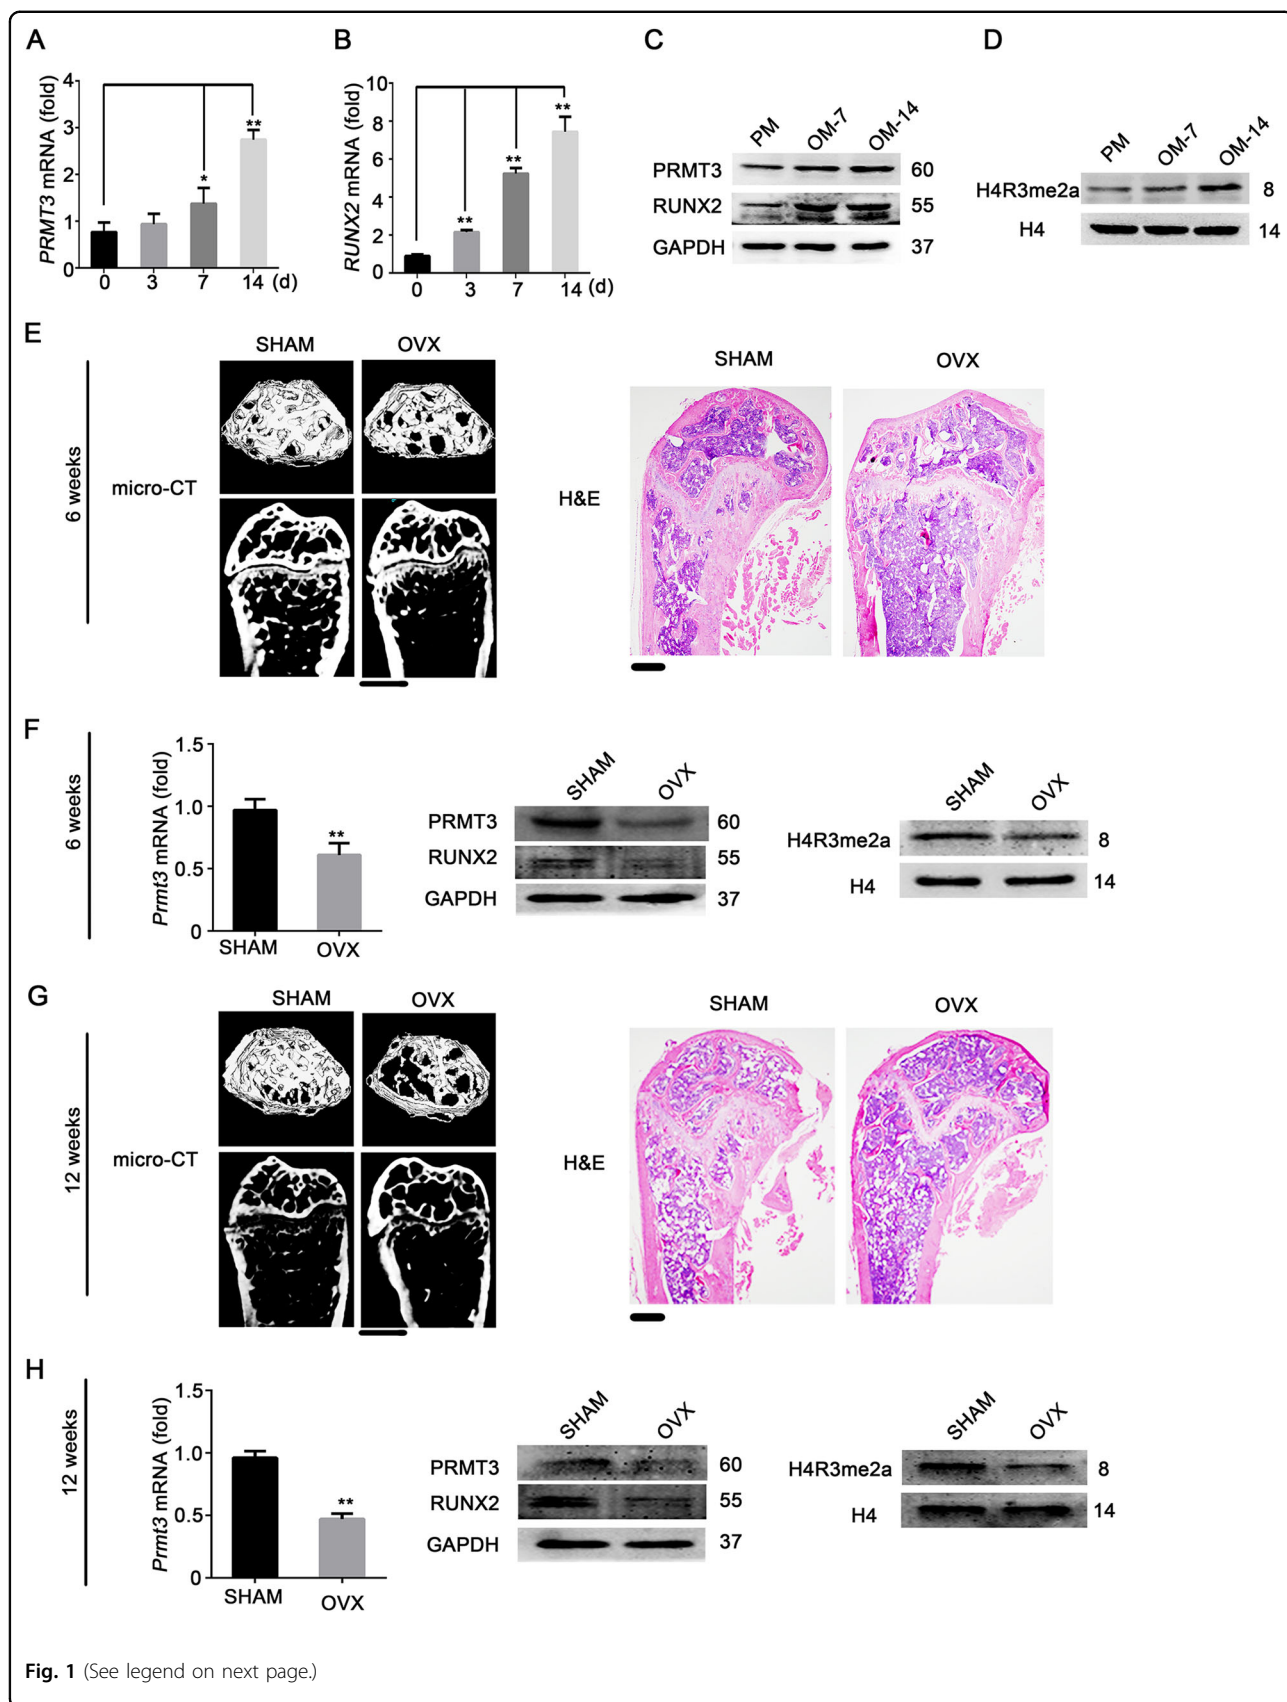 A
B
C
D
PRMT3 mRNA (fold)
4
3
2
1
0
**
*
0 3 7 14 (d)
RUNX2 mRNA (fold)
10
8
6
4
2
0
**
**
**
0 3 7 14 (d)
PM OM-7 OM-14
PRMT3 60
RUNX2 55
GAPDH 37
PM OM-7 OM-14
H4R3me2a 8
H4 14
E
6 weeks
SHAM OVX
micro-CT
SHAM OVX
H&E
F
6 weeks
Prmt3 mRNA (fold)
1.5
1.0
0.5
0
**
SHAM OVX
SHAM OVX
PRMT3 60
RUNX2 55
GAPDH 37
SHAM OVX
H4R3me2a 8
H4 14
G
12 weeks
SHAM OVX
micro-CT
SHAM OVX
H&E
H
12 weeks
Prmt3 mRNA (fold)
1.5
1.0
0.5
0
**
SHAM OVX
SHAM OVX
PRMT3 60
RUNX2 55
GAPDH 37
SHAM OVX
H4R3me2a 8
H4 14
Fig. 1 (See legend on next page.)